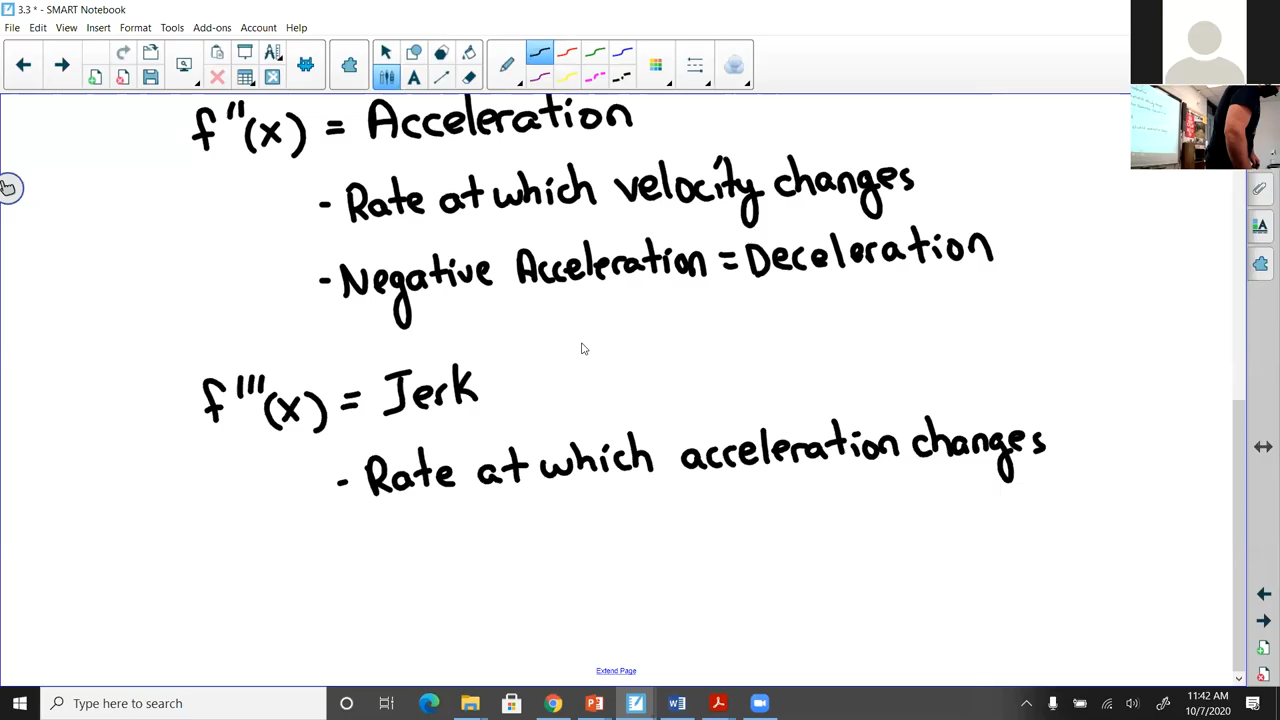 3.3 * - SMART Notebook
File Edit View Insert Format Tools Add-ons Account Help
f''(x) = Acceleration
- Rate at which velocity changes
- Negative Acceleration = Deceleration
f'''(x) = Jerk
- Rate at which acceleration changes
Extend Page
Type here to search
11:42 AM
10/7/2020